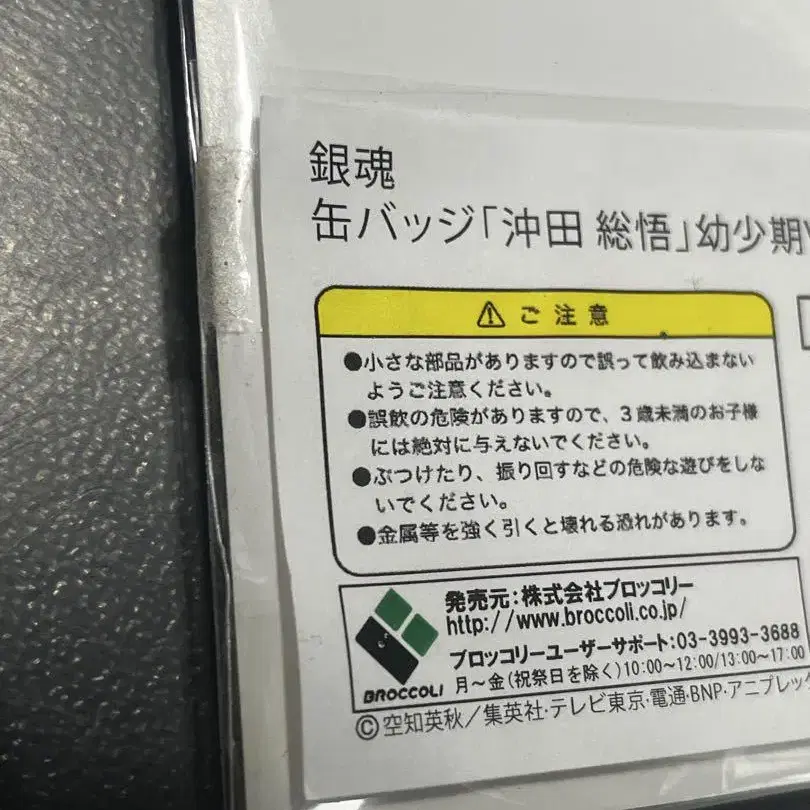 銀魂
缶バッジ「沖田 総悟」幼少期
⚠ ご注意
●小さな部品がありますので誤って飲み込まない
ようご注意ください。
●誤飲の危険がありますので、3歳未満のお子様
には絶対に与えないでください。
●ぶつけたり、振り回すなどの危険な遊びをしな
いでください。
●金属等を強く引くと壊れる恐れがあります。
発売元:株式会社ブロッコリー
http://www.broccoli.co.jp/
ブロッコリーユーザーサポート:03-3993-3688
月~金(祝祭日を除く)10:00~12:00/13:00~17:00
BROCCOLI
©空知英秋/集英社・テレビ東京・電通・BNP・アニプレッ